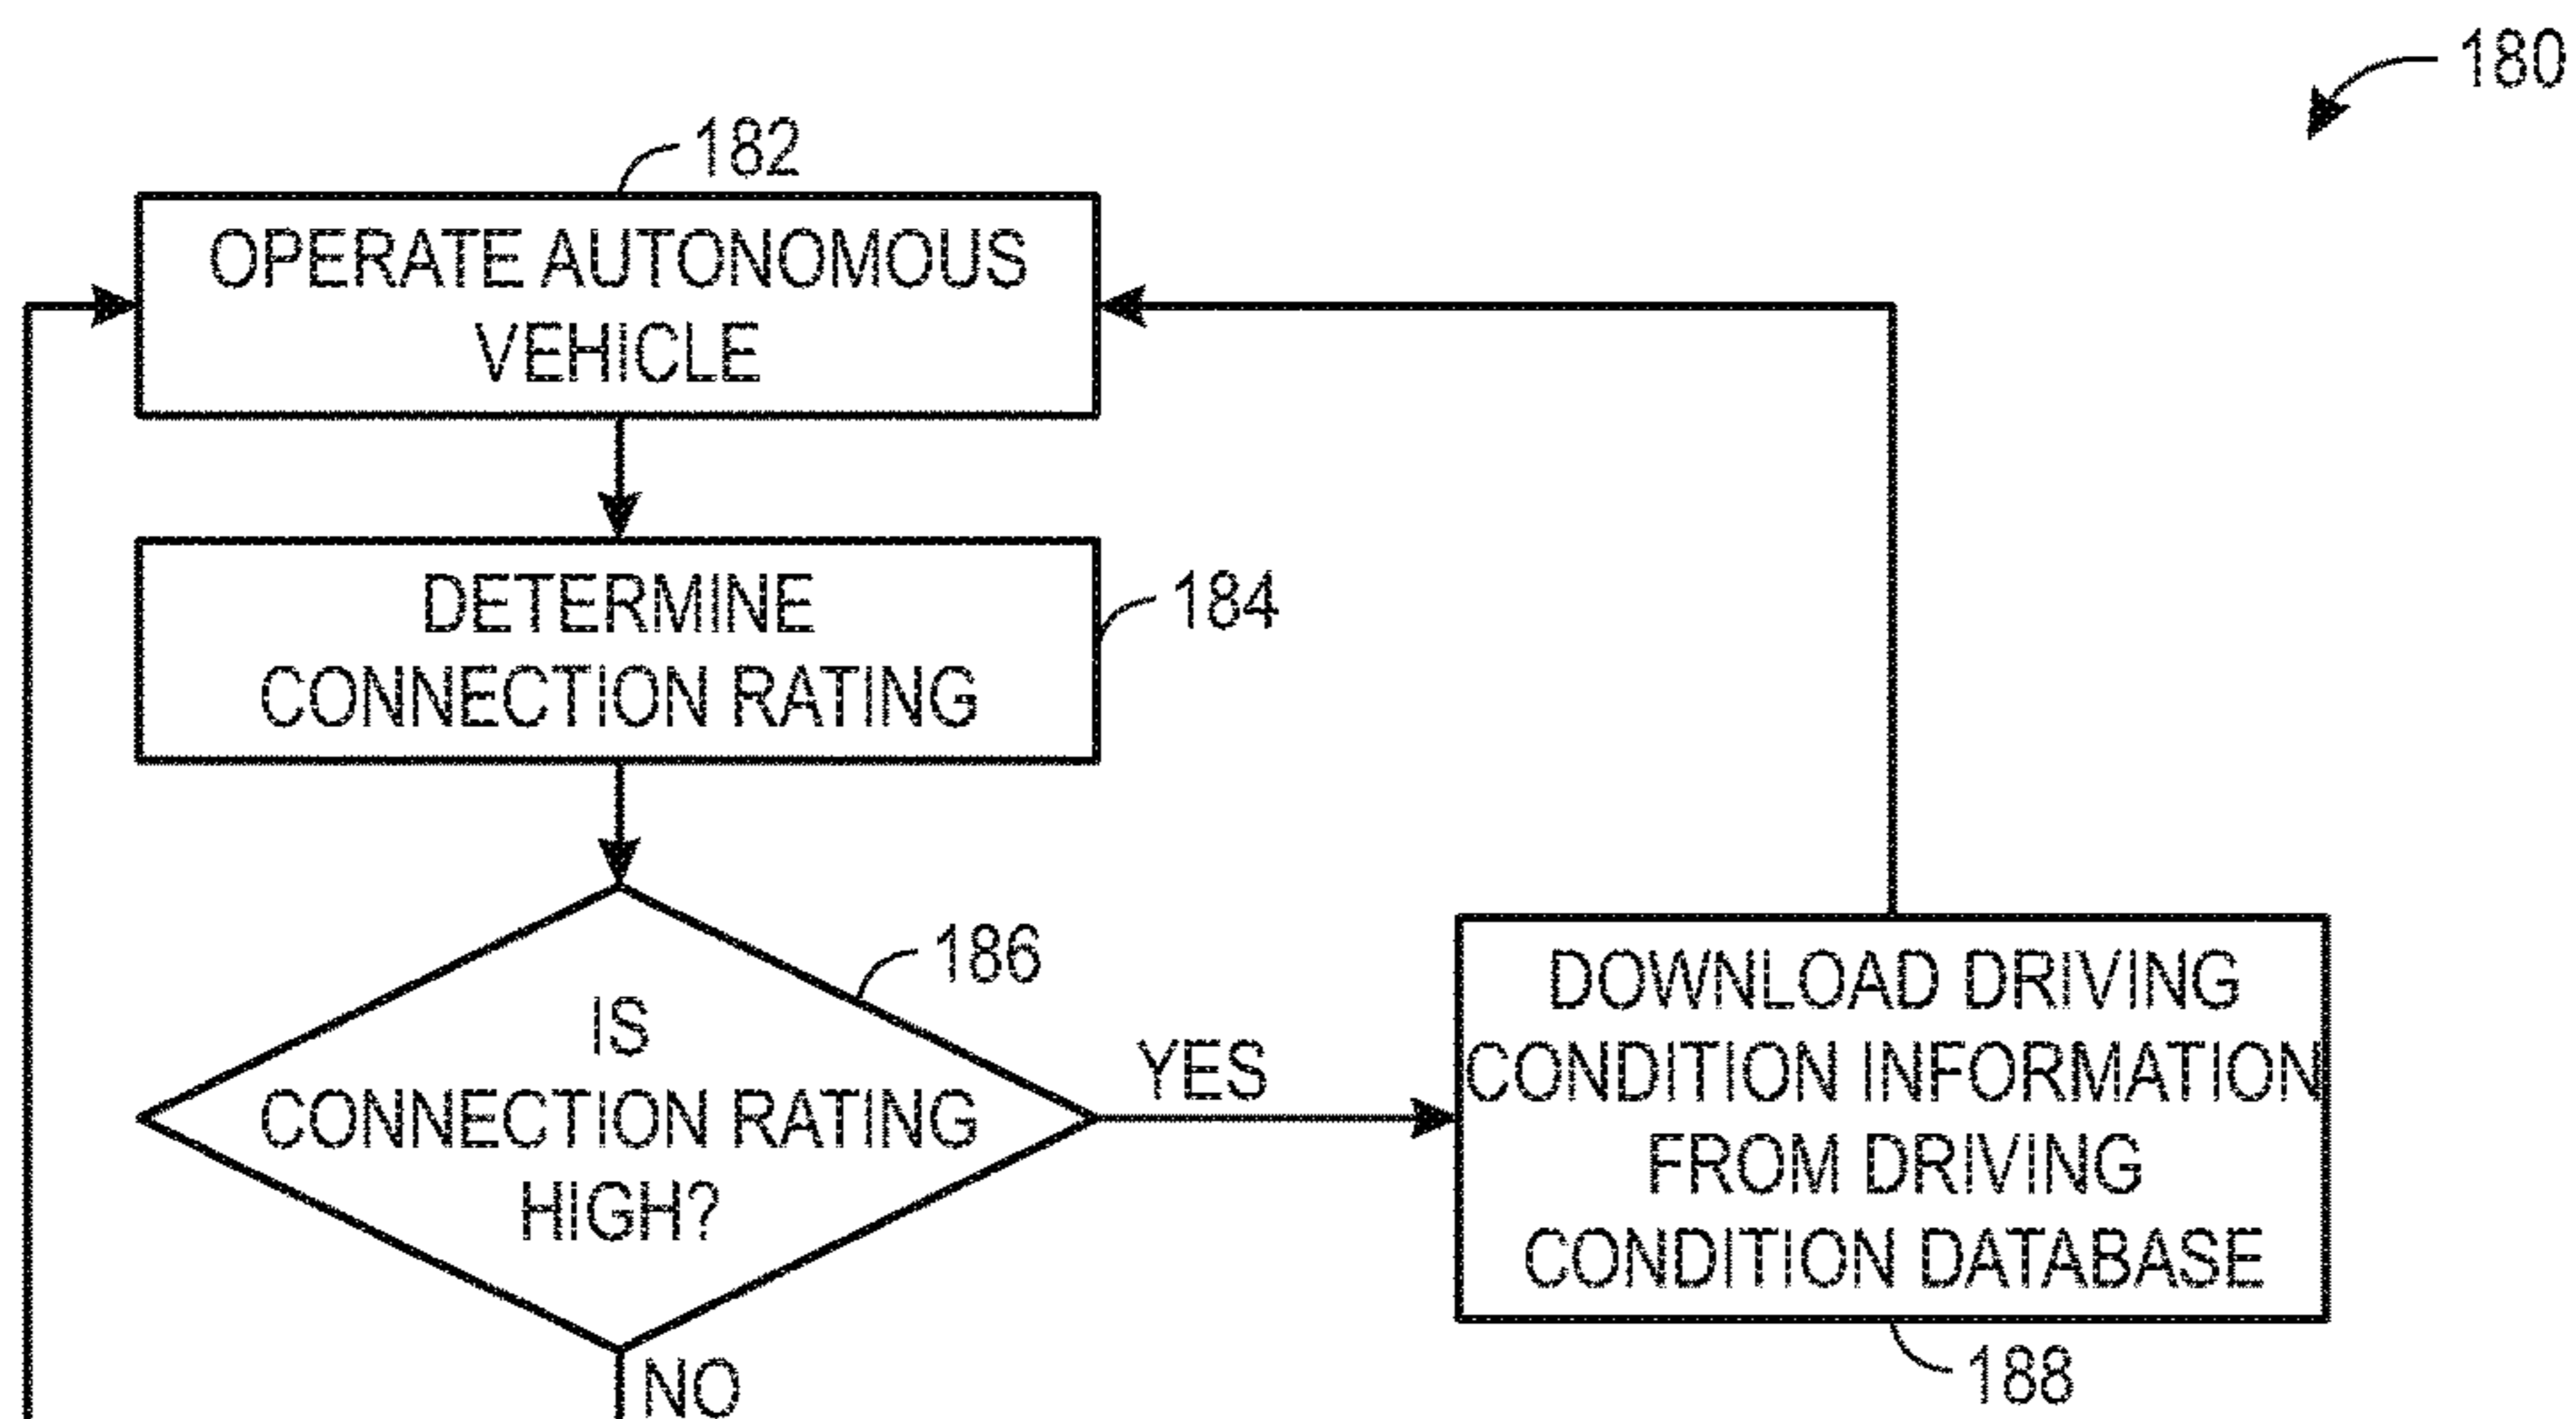 180
182
OPERATE AUTONOMOUS
VEHICLE
DETERMINE
CONNECTION RATING
184
186
IS
CONNECTION RATING
HIGH?
YES
NO
DOWNLOAD DRIVING
CONDITION INFORMATION
FROM DRIVING
CONDITION DATABASE
188